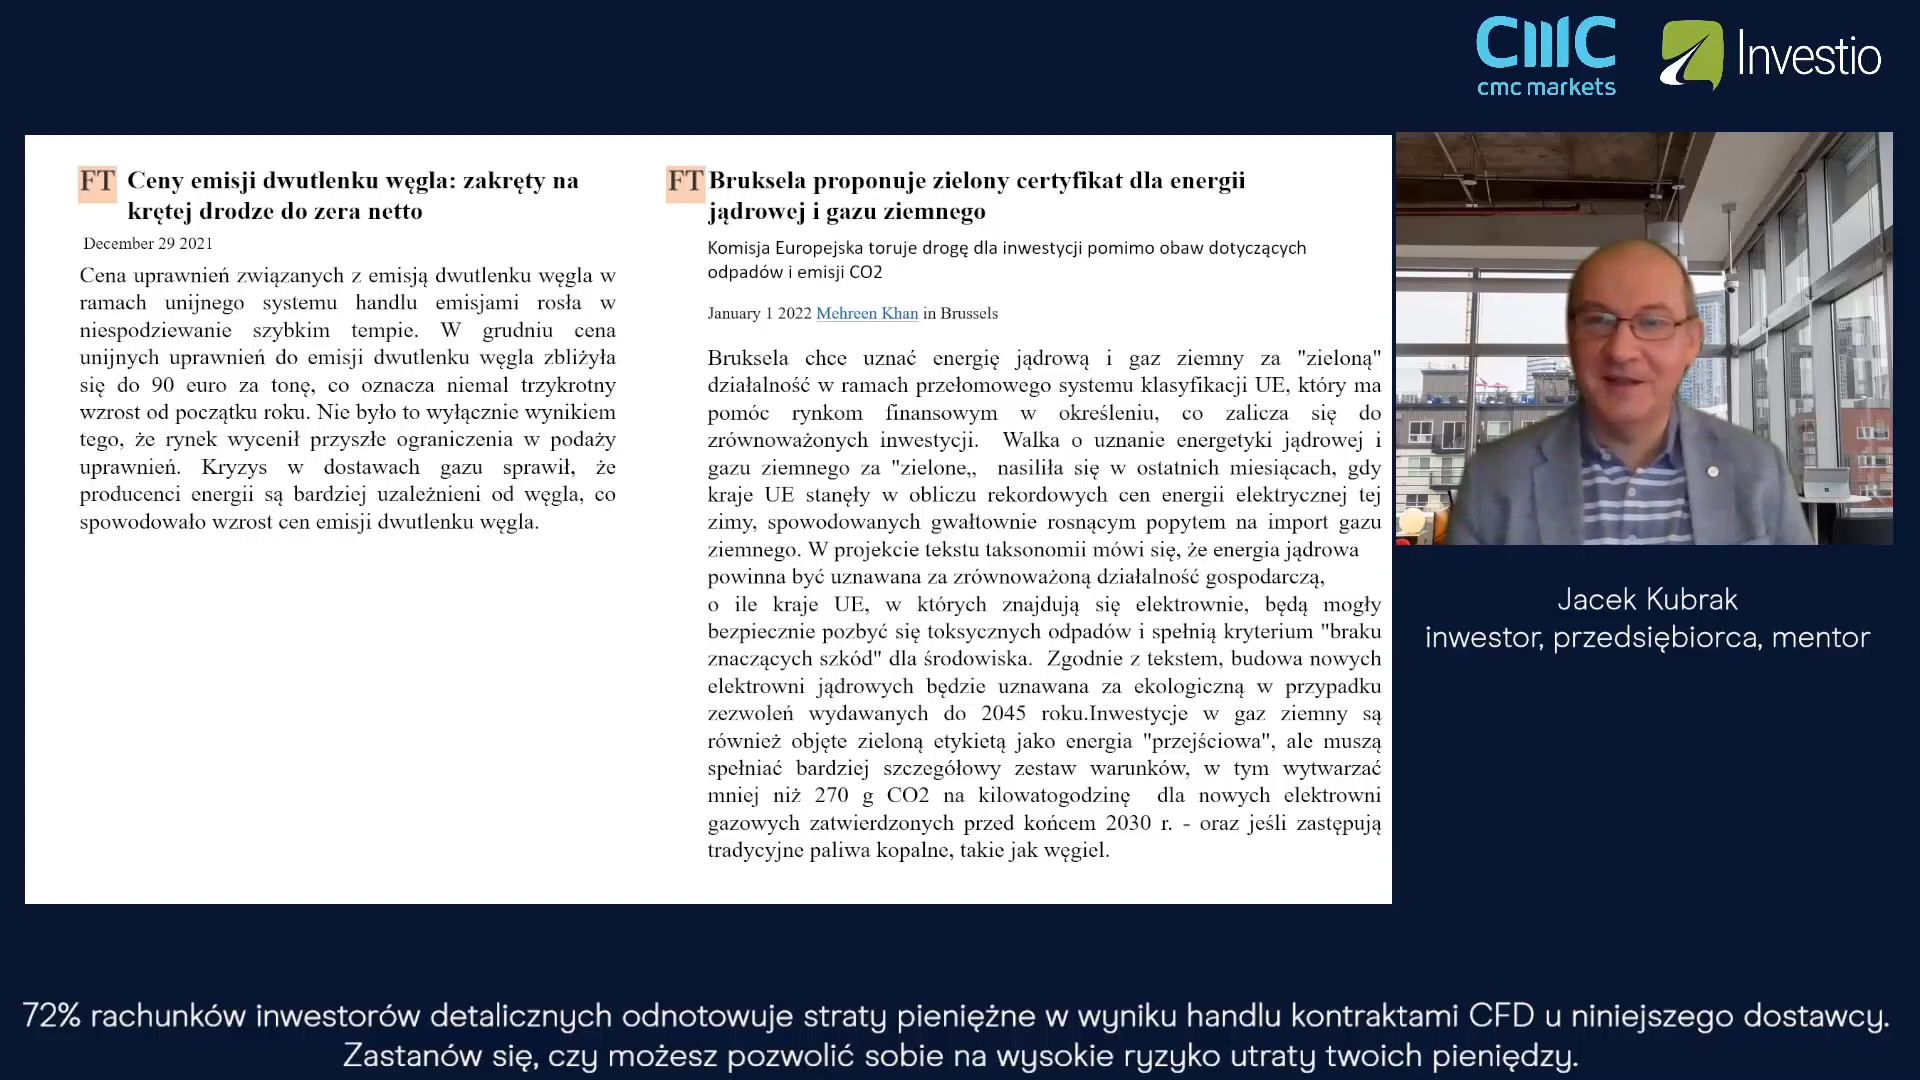 CMC
cmc markets
Investio
FT Ceny emisji dwutlenku węgla: zakręty na
krętej drodze do zera netto
December 29 2021
Cena uprawnień związanych z emisją dwutlenku węgla w
ramach unijnego systemu handlu emisjami rosła w
niespodziewanie szybkim tempie. W grudniu cena
unijnych uprawnień do emisji dwutlenku węgla zbliżyła
się do 90 euro za tonę, co oznacza niemal trzykrotny
wzrost od początku roku. Nie było to wyłącznie wynikiem
tego, że rynek wycenił przyszłe ograniczenia w podaży
uprawnień. Kryzys w dostawach gazu sprawił, że
producenci energii są bardziej uzależnieni od węgla, co
spowodowało wzrost cen emisji dwutlenku węgla.
FT Bruksela proponuje zielony certyfikat dla energii
jądrowej i gazu ziemnego
Komisja Europejska toruje drogę dla inwestycji pomimo obaw dotyczących
odpadów i emisji CO2
January 1 2022 Mehreen Khan in Brussels
Bruksela chce uznać energię jądrową i gaz ziemny za "zieloną"
działalność w ramach przełomowego systemu klasyfikacji UE, który ma
pomóc rynkom finansowym w określeniu, co zalicza się do
zrównoważonych inwestycji. Walka o uznanie energetyki jądrowej i
gazu ziemnego za "zielone,, nasiliła się w ostatnich miesiącach, gdy
kraje UE stanęły w obliczu rekordowych cen energii elektrycznej tej
zimy, spowodowanych gwałtownie rosnącym popytem na import gazu
ziemnego. W projekcie tekstu taksonomii mówi się, że energia jądrowa
powinna być uznawana za zrównoważoną działalność gospodarczą,
o ile kraje UE, w których znajdują się elektrownie, będą mogły
bezpiecznie pozbyć się toksycznych odpadów i spełnią kryterium "braku
znaczących szkód" dla środowiska. Zgodnie z tekstem, budowa nowych
elektrowni jądrowych będzie uznawana za ekologiczną w przypadku
zezwoleń wydawanych do 2045 roku.Inwestycje w gaz ziemny są
również objęte zieloną etykietą jako energia "przejściowa", ale muszą
spełniać bardziej szczegółowy zestaw warunków, w tym wytwarzać
mniej niż 270 g CO2 na kilowatogodzinę dla nowych elektrowni
gazowych zatwierdzonych przed końcem 2030 r. - oraz jeśli zastępują
tradycyjne paliwa kopalne, takie jak węgiel.
Jacek Kubrak
inwestor, przedsiębiorca, mentor
72% rachunków inwestorów detalicznych odnotowuje straty pieniężne w wyniku handlu kontraktami CFD u niniejszego dostawcy.
Zastanów się, czy możesz pozwolić sobie na wysokie ryzyko utraty twoich pieniędzy.